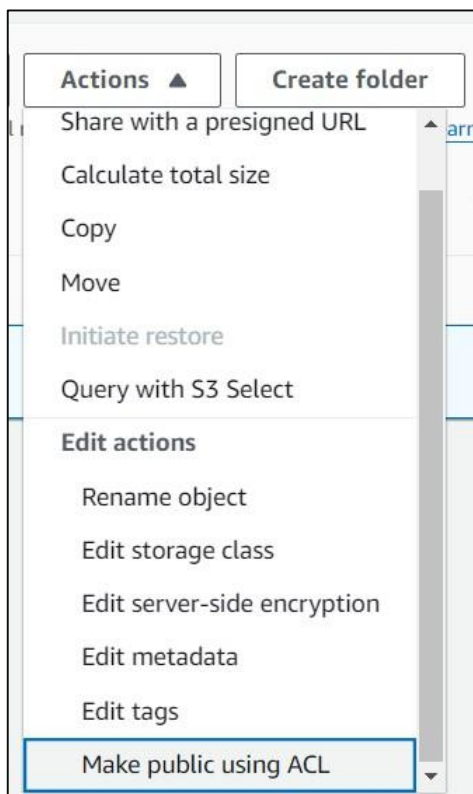 Actions ▲ Create folder
Share with a presigned URL
Calculate total size
Copy
Move
Initiate restore
Query with S3 Select
Edit actions
Rename object
Edit storage class
Edit server-side encryption
Edit metadata
Edit tags
Make public using ACL